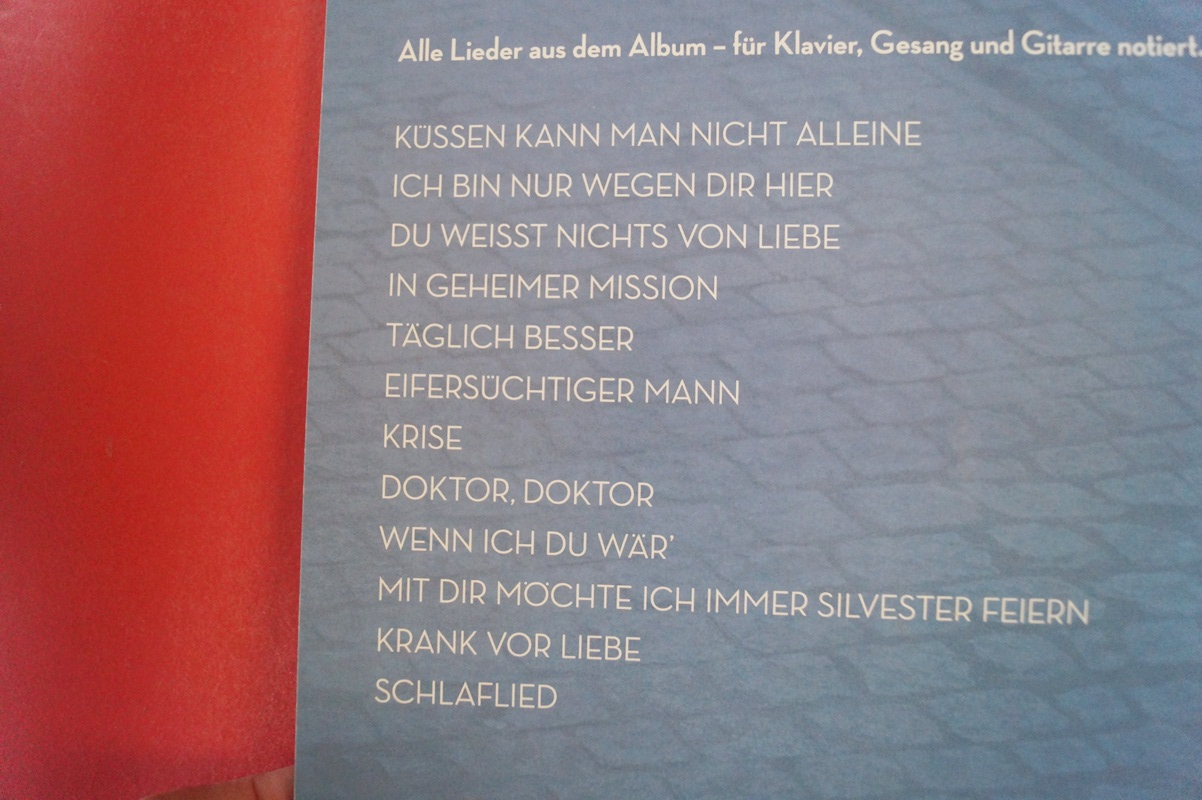 Alle Lieder aus dem Album – für Klavier, Gesang und Gitarre notiert.
KÜSSEN KANN MAN NICHT ALLEINE
ICH BIN NUR WEGEN DIR HIER
DU WEISST NICHTS VON LIEBE
IN GEHEIMER MISSION
TÄGLICH BESSER
EIFERSÜCHTIGER MANN
KRISE
DOKTOR, DOKTOR
WENN ICH DU WÄR'
MIT DIR MÖCHTE ICH IMMER SILVESTER FEIERN
KRANK VOR LIEBE
SCHLAFLIED